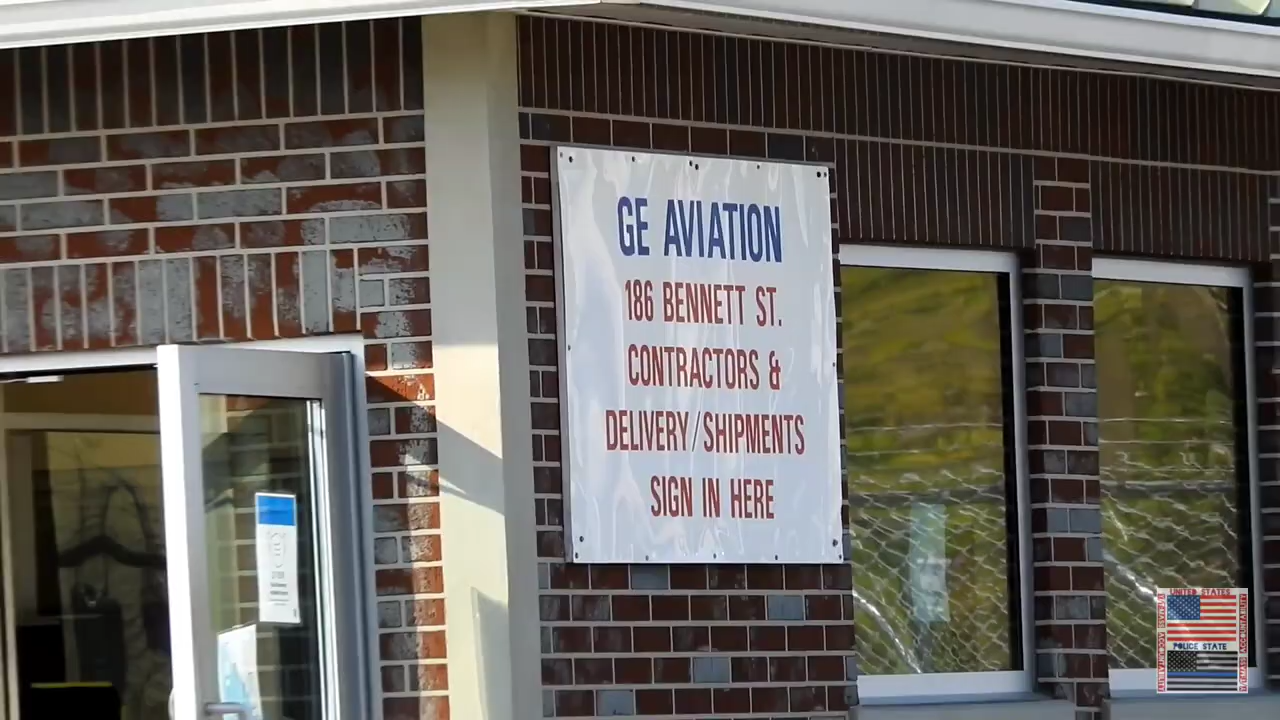 GE AVIATION
186 BENNETT ST.
CONTRACTORS &
DELIVERY/SHIPMENTS
SIGN IN HERE
UNITED STATES
POLICE STATE